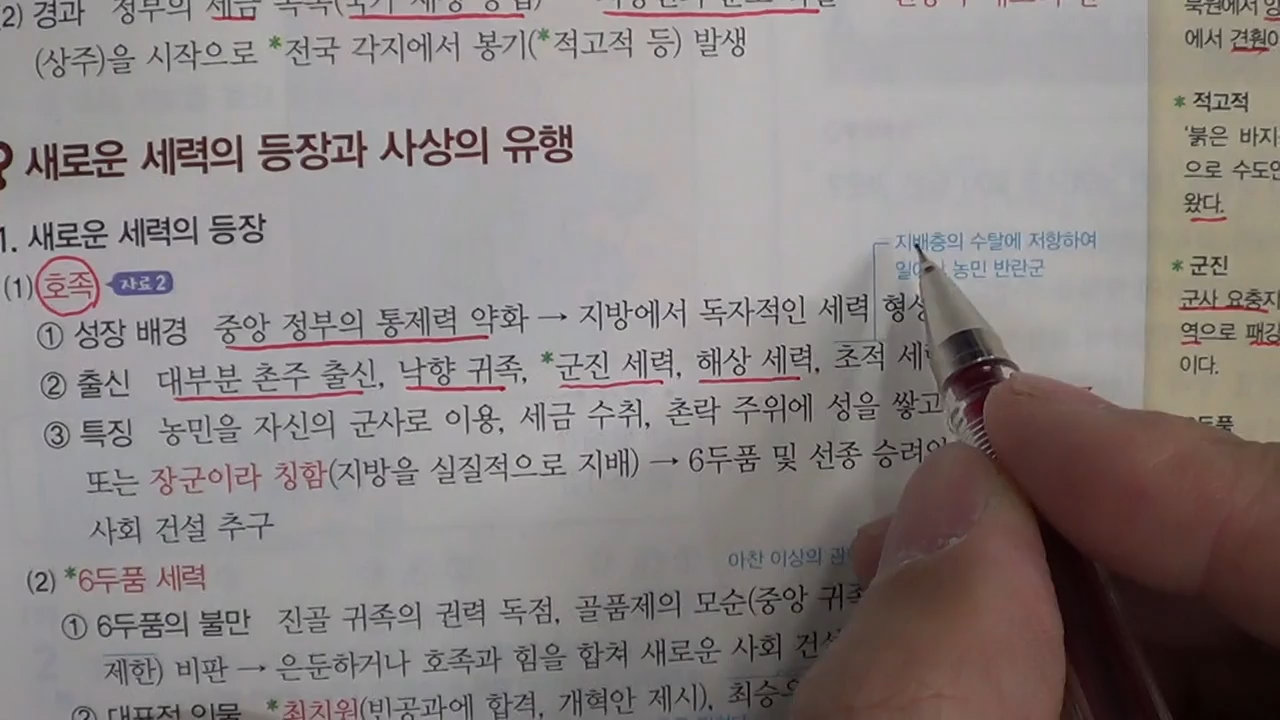 2) 경과 정부의 세금 독촉(국가 재정 궁핍)
(상주)을 시작으로 *전국 각지에서 봉기(*적고적 등) 발생
새로운 세력의 등장과 사상의 유행
1. 새로운 세력의 등장
(1) 호족 자료 2
지배층의 수탈에 저항하여
농민 반란군
① 성장 배경 중앙 정부의 통제력 약화 → 지방에서 독자적인 세력 형성
② 출신 대부분 촌주 출신, 낙향 귀족, *군진 세력, 해상 세력, 초적 세
③ 특징 농민을 자신의 군사로 이용, 세금 수취, 촌락 주위에 성을 쌓고
또는 장군이라 칭함(지방을 실질적으로 지배) → 6두품 및 선종 승려
사회 건설 추구
(2) *6두품 세력
아찬 이상의
① 6두품의 불만 진골 귀족의 권력 독점, 골품제의 모순(중앙 귀족
제한) 비판 → 은둔하거나 호족과 힘을 합쳐 새로운 사회 건
② 대표적 인물 *최치원(빈공과에 합격, 개혁안 제시), 최승우
북원에서
에서 견훤이
* 적고적
'붉은 바지
으로 수도
왔다.
* 군진
군사 요충지
역으로 패강
이다.